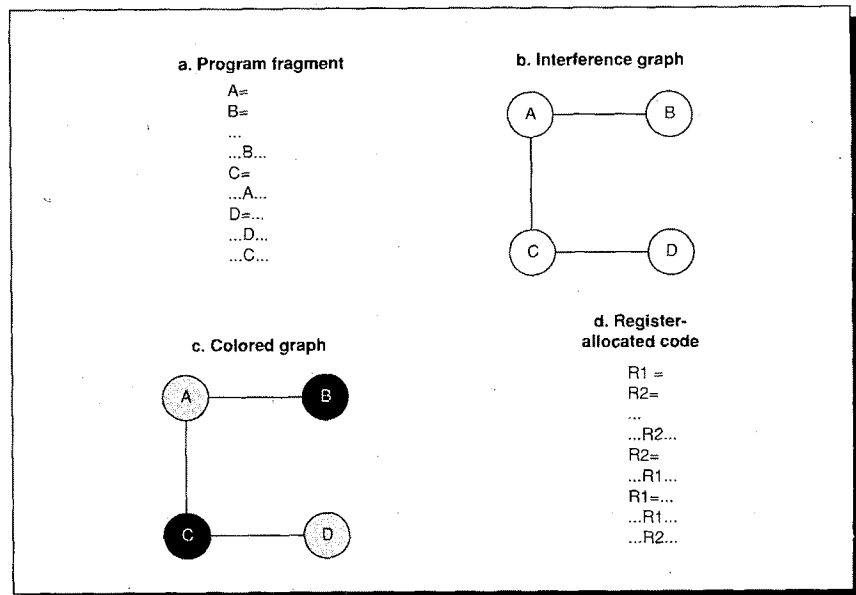 a. Program fragment
A=
B=
...
...B...
C=
...A...
D=...
...D...
...C...
b. Interference graph
A
B
C
D
c. Colored graph
A
B
C
D
d. Register-
allocated code
R1 =
R2=
...
...R2...
R2=
...R1...
R1=...
...R1...
...R2...